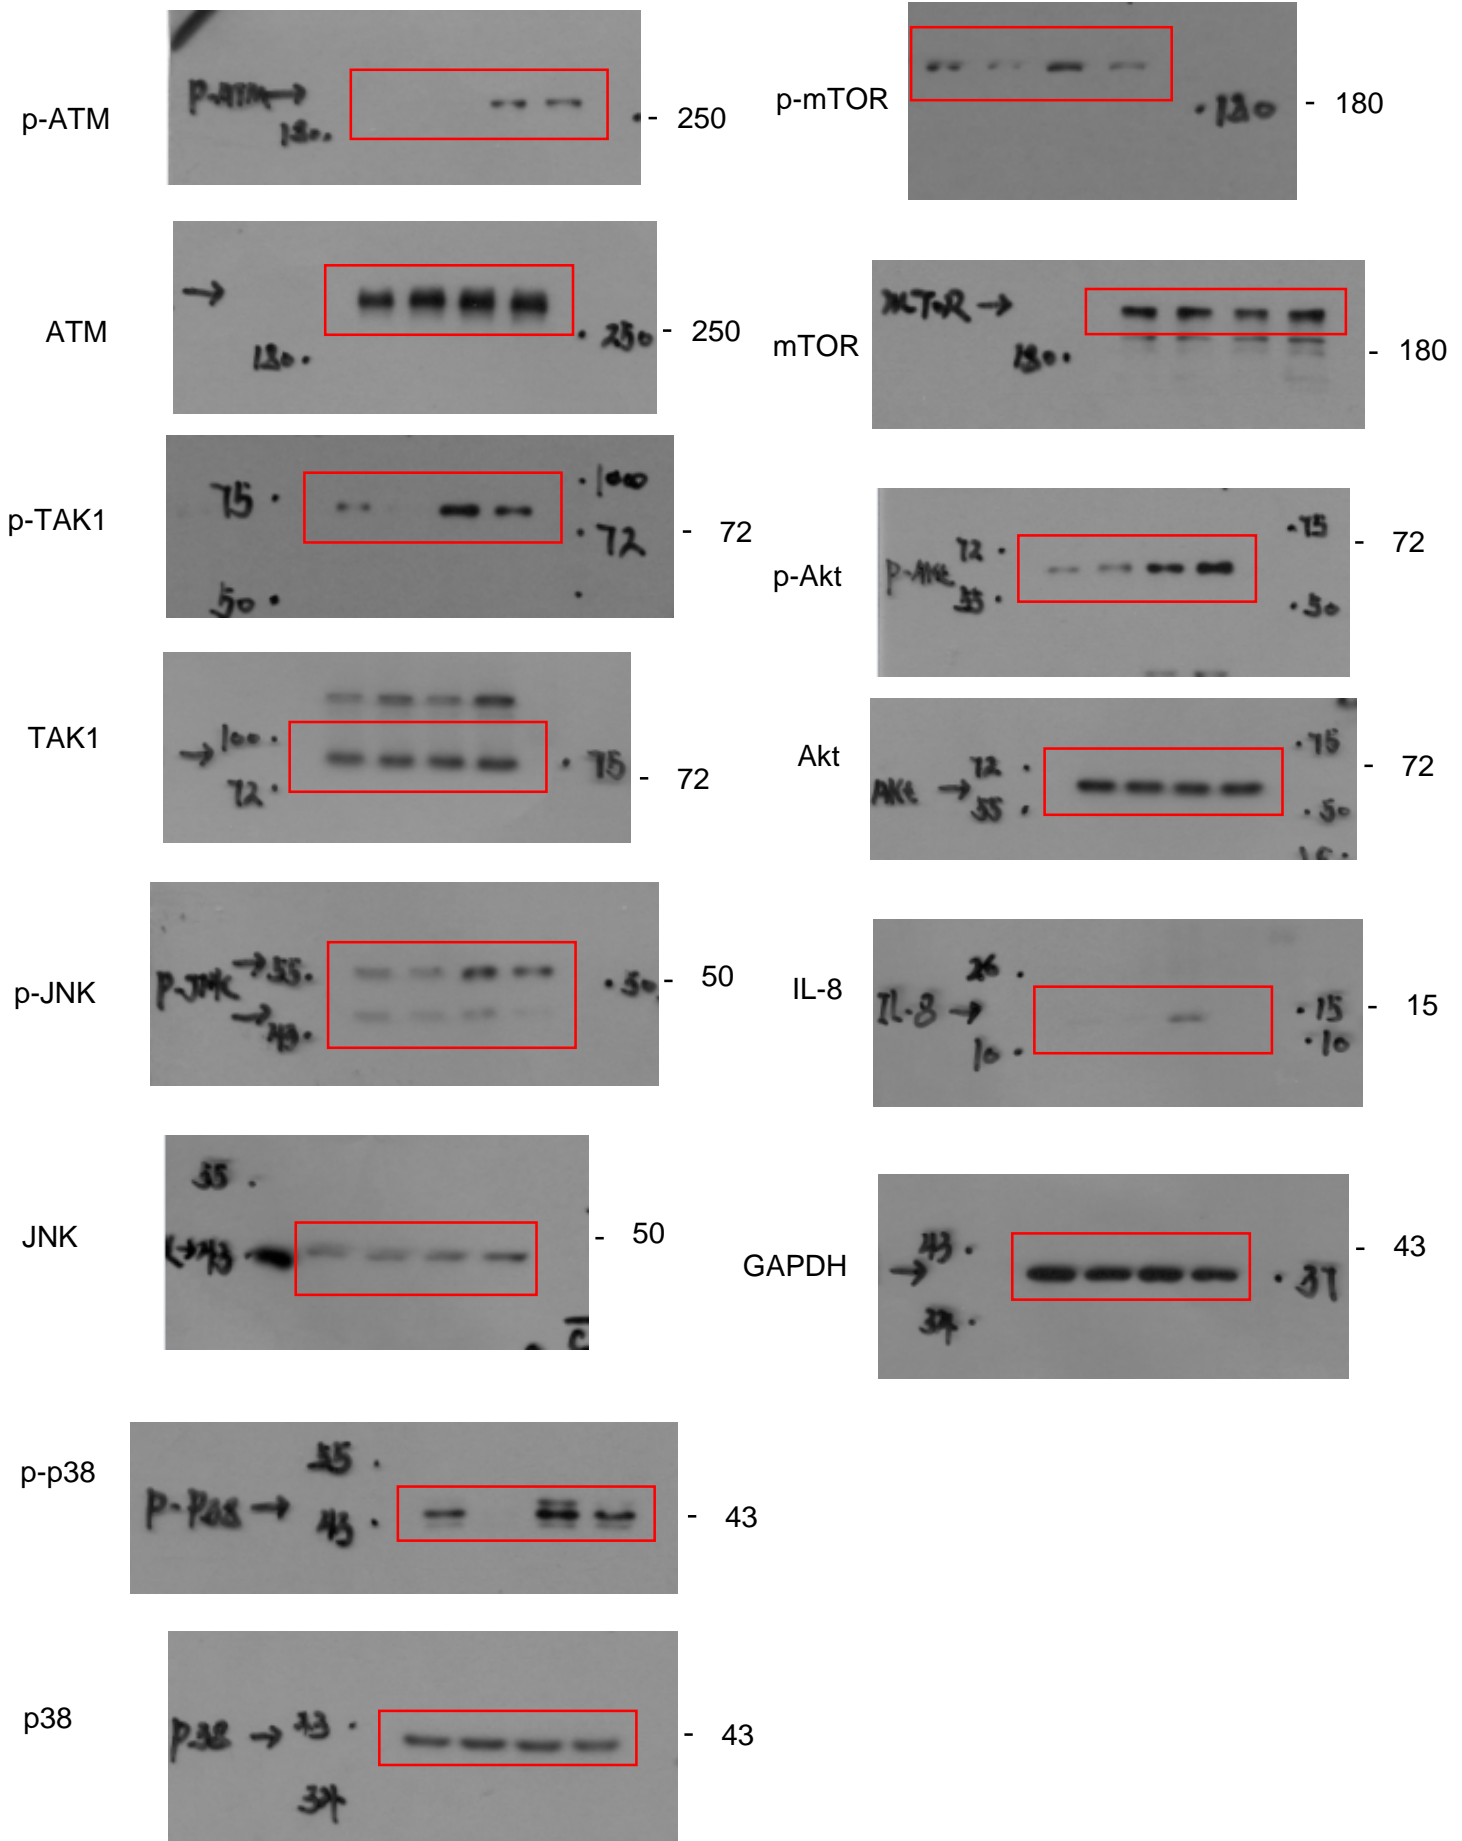 p-ATM
p-ATM→
180.
- 250
ATM
→
180.
. 250
- 250
p-TAK1
75 .
50 .
. 100
. 72
- 72
TAK1
→
100 .
72 .
. 75
- 72
p-JNK
p-JNK →55.
→43.
. 50
- 50
JNK
55 .
→43
- 50
p-p38
55 .
p-p38 → 43 .
- 43
p38
p38 →
34
- 43
p-mTOR
. 180
- 180
mTOR
mTOR →
180.
- 180
p-Akt
p-Akt
72 .
55 .
. 75
. 50
- 72
Akt
Akt →
72 .
55 .
. 75
. 50
- 72
IL-8
26 .
IL-8 →
10 .
. 15
. 10
- 15
GAPDH
43 .
→
34 .
. 37
- 43